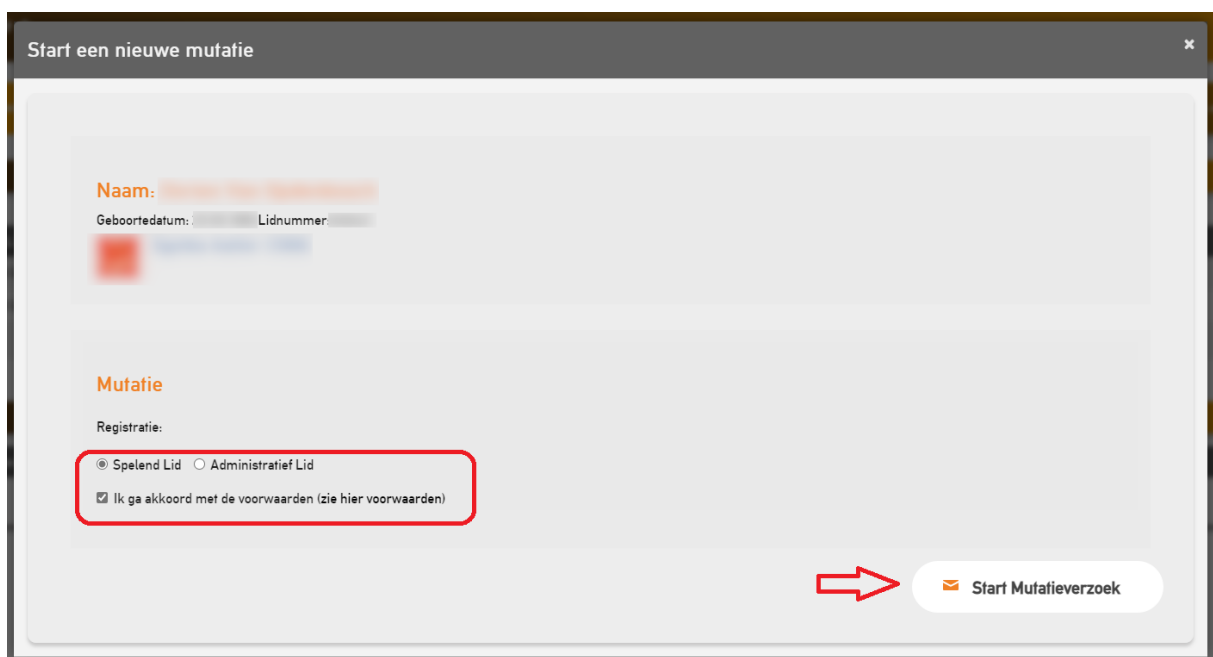 Start een nieuwe mutatie
Naam:
Geboortedatum: Lidnummer
Mutatie
Registratie:
Spelend Lid Administratief Lid
Ik ga akkoord met de voorwaarden (zie hier voorwaarden)
Start Mutatieverzoek